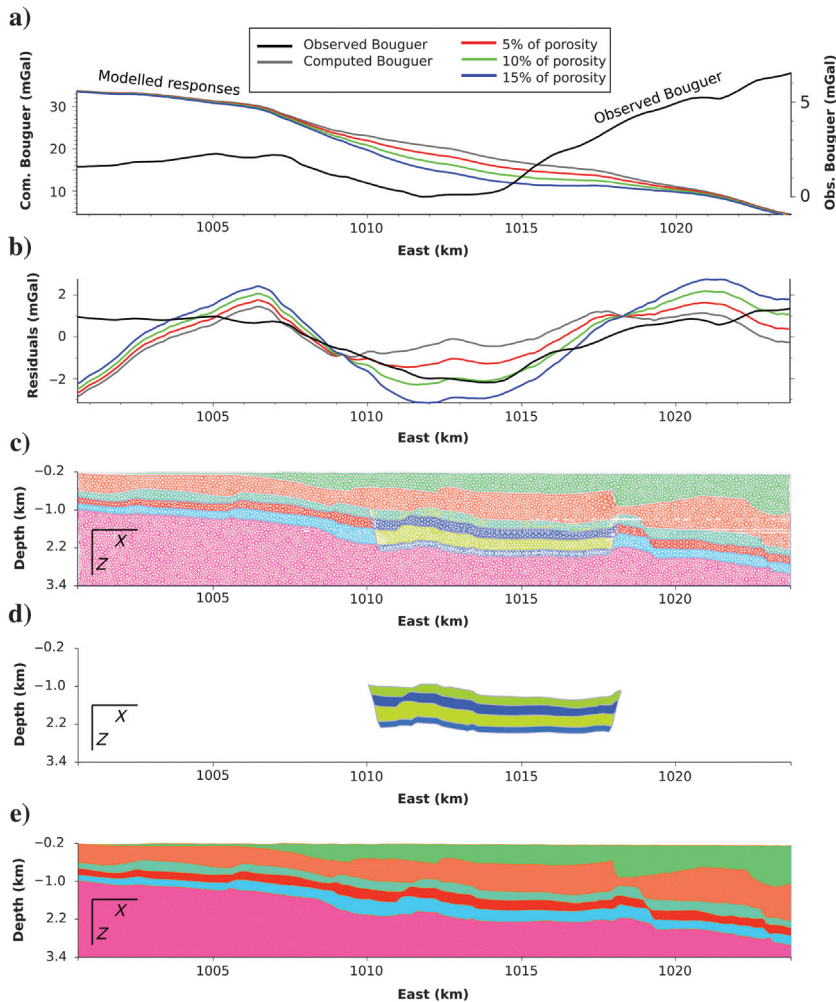 a)
Observed Bouguer
Computed Bouguer
5% of porosity
10% of porosity
15% of porosity
Modelled responses
Observed Bouguer
Com. Bouguer (mGal)
30
20
10
Obs. Bouguer (mGal)
5
0
1005
1010
1015
1020
East (km)
b)
Residuals (mGal)
2
0
−2
1005
1010
1015
1020
East (km)
c)
Depth (km)
−0.2
−1.0
2.2
3.4
X
Z
1005
1010
1015
1020
East (km)
d)
Depth (km)
−0.2
−1.0
2.2
3.4
X
Z
1005
1010
1015
1020
East (km)
e)
Depth (km)
−0.2
−1.0
2.2
3.4
X
Z
1005
1010
1015
1020
East (km)